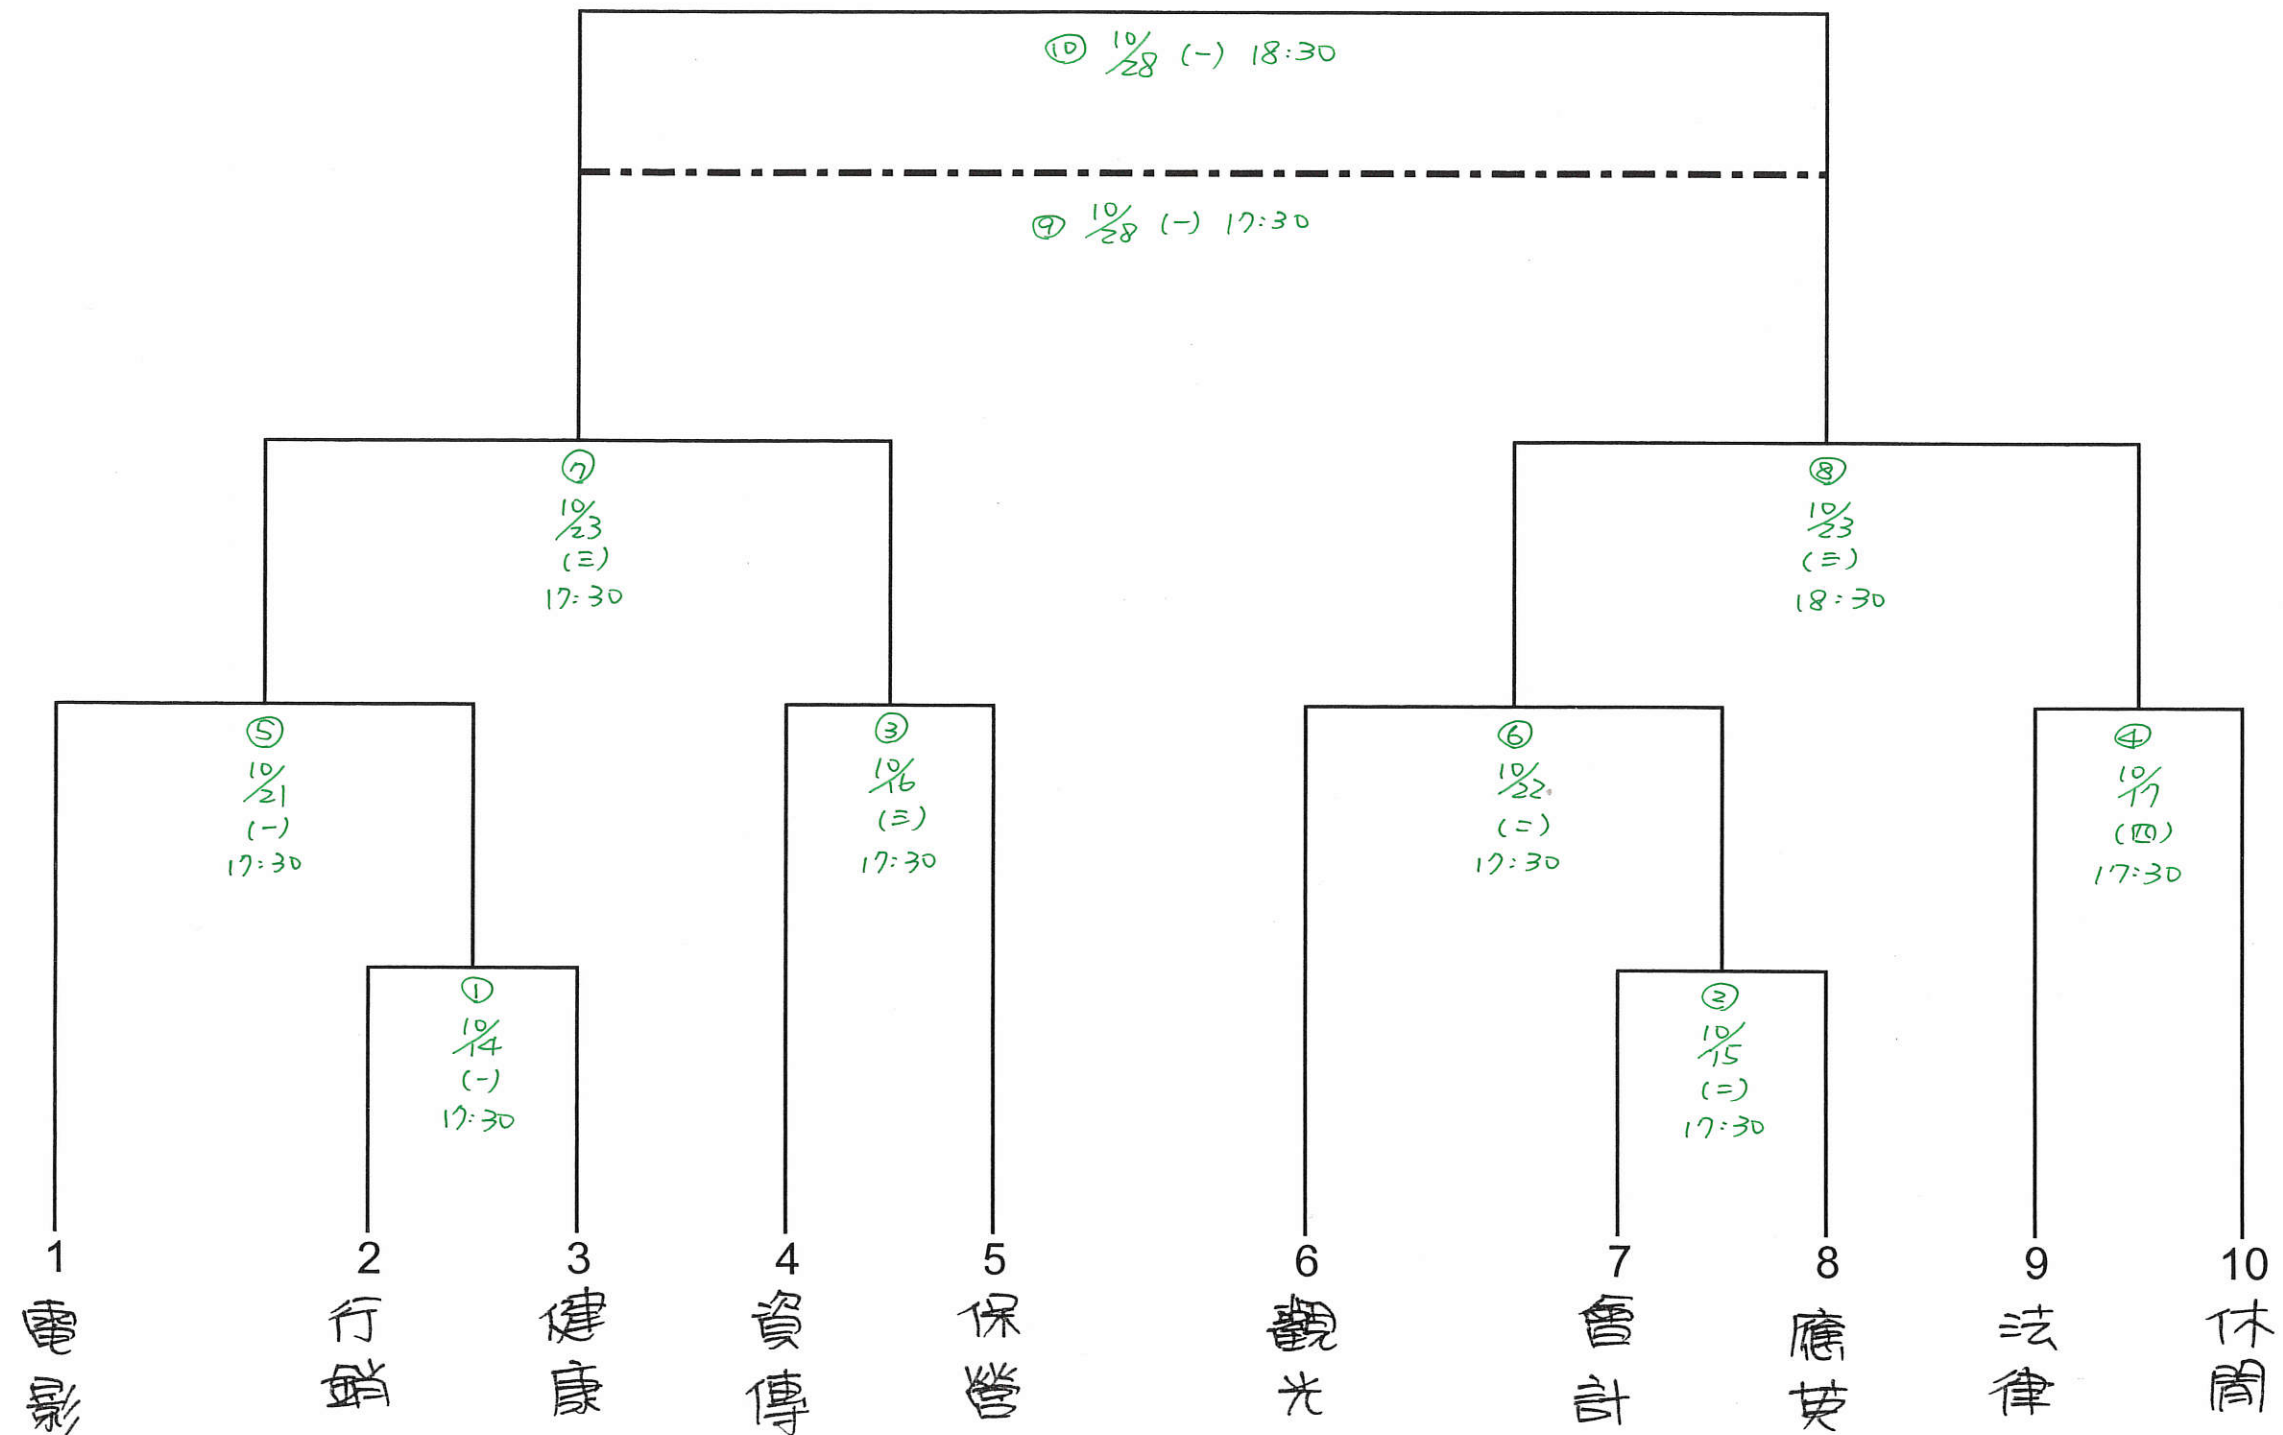 ⑩ 10/28 (一) 18:30
⑨ 10/28 (一) 17:30
⑦
10/23
(三)
17:30
⑧
10/23
(三)
18:30
⑤
10/21
(一)
17:30
③
10/16
(三)
17:30
⑥
10/22
(二)
17:30
④
10/17
(四)
17:30
①
10/14
(一)
17:30
②
10/15
(二)
17:30
1 2 3 4 5 6 7 8 9 10
電影
行銷
健康
資傳
保營
觀光
會計
應英
法律
休閒